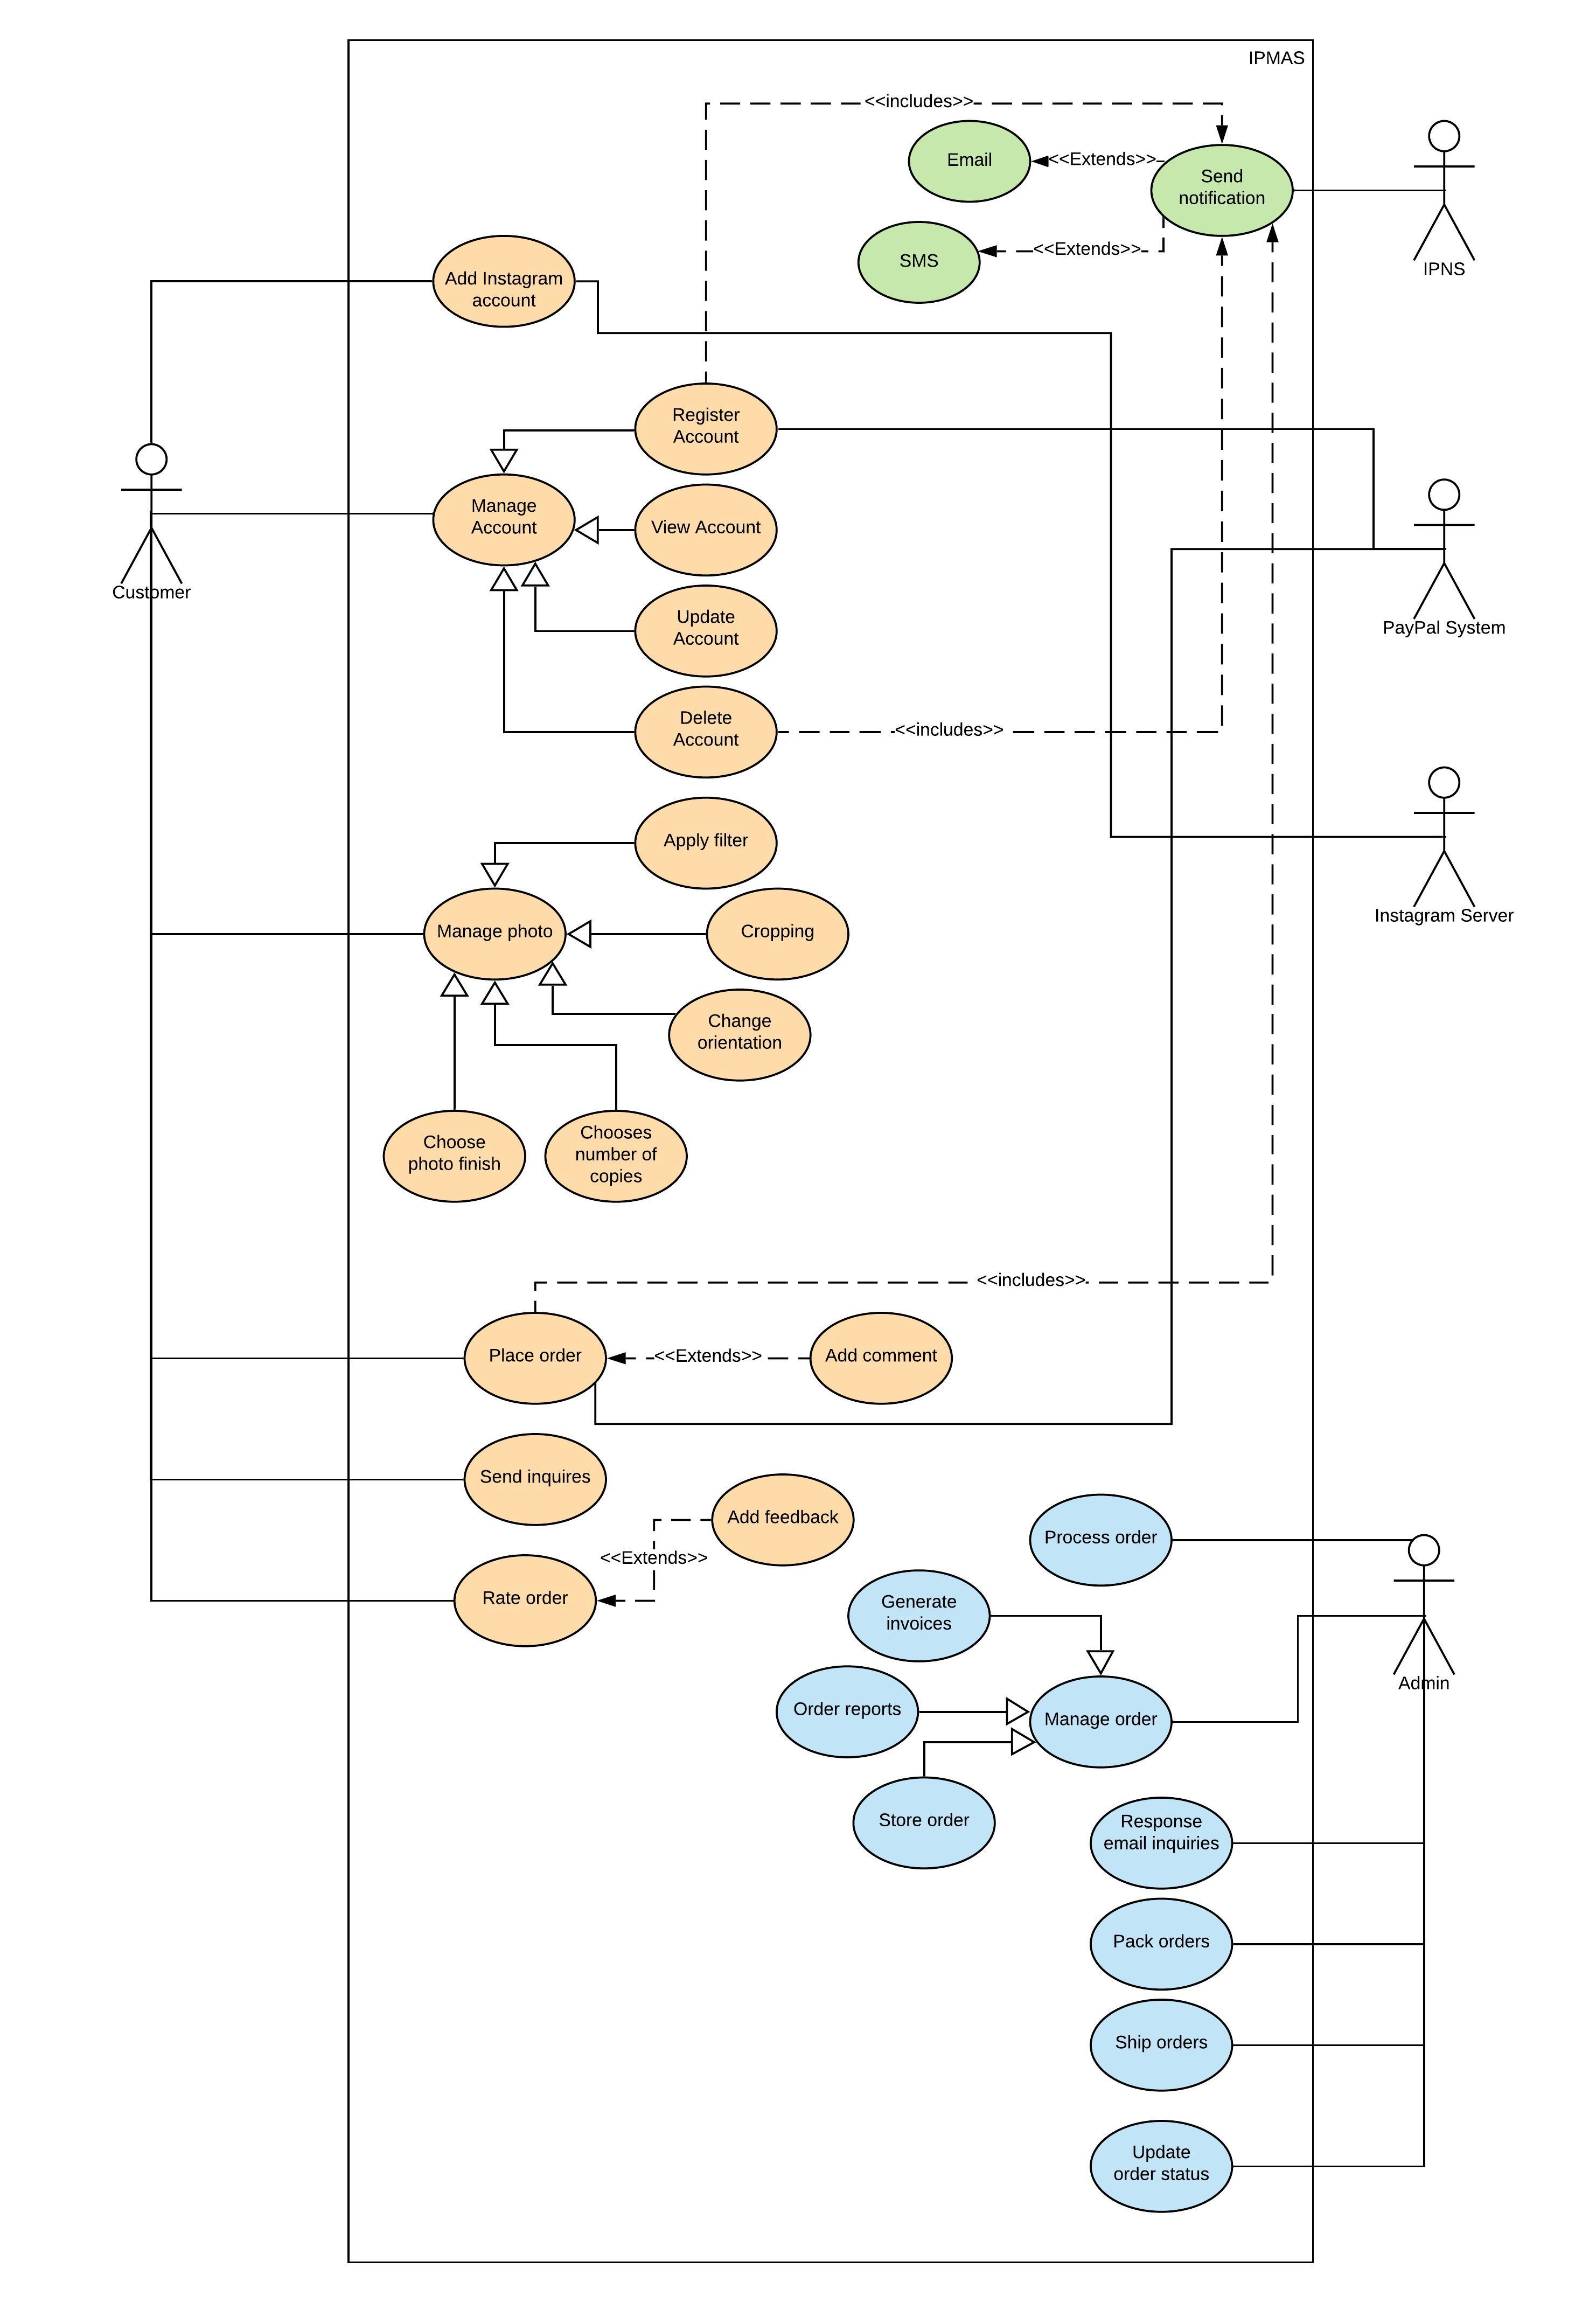 IPMAS
<<includes>>
Email
<<Extends>>
Send
notification
SMS
<<Extends>>
IPNS
Add Instagram
account
Register
Account
Manage
Account
View Account
Customer
Update
Account
PayPal System
Delete
Account
<<includes>>
Apply filter
Manage photo
Cropping
Instagram Server
Change
orientation
Choose
photo finish
Chooses
number of
copies
<<includes>>
Place order
<<Extends>>
Add comment
Send inquires
Add feedback
Process order
<<Extends>>
Rate order
Generate
invoices
Admin
Order reports
Manage order
Store order
Response
email inquiries
Pack orders
Ship orders
Update
order status